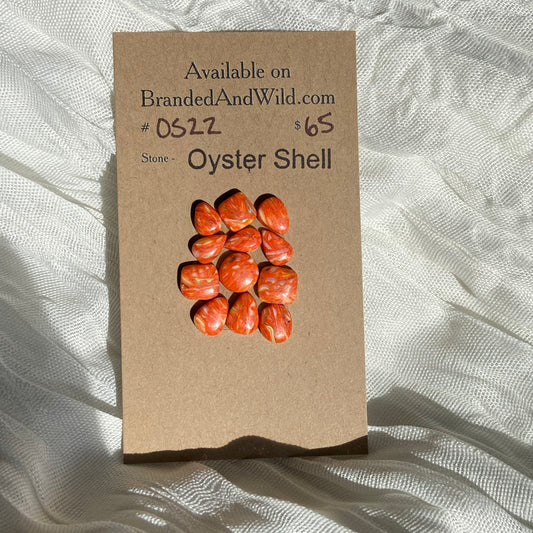 Available on
BrandedAndWild.com
# OS22 $65
Stone - Oyster Shell